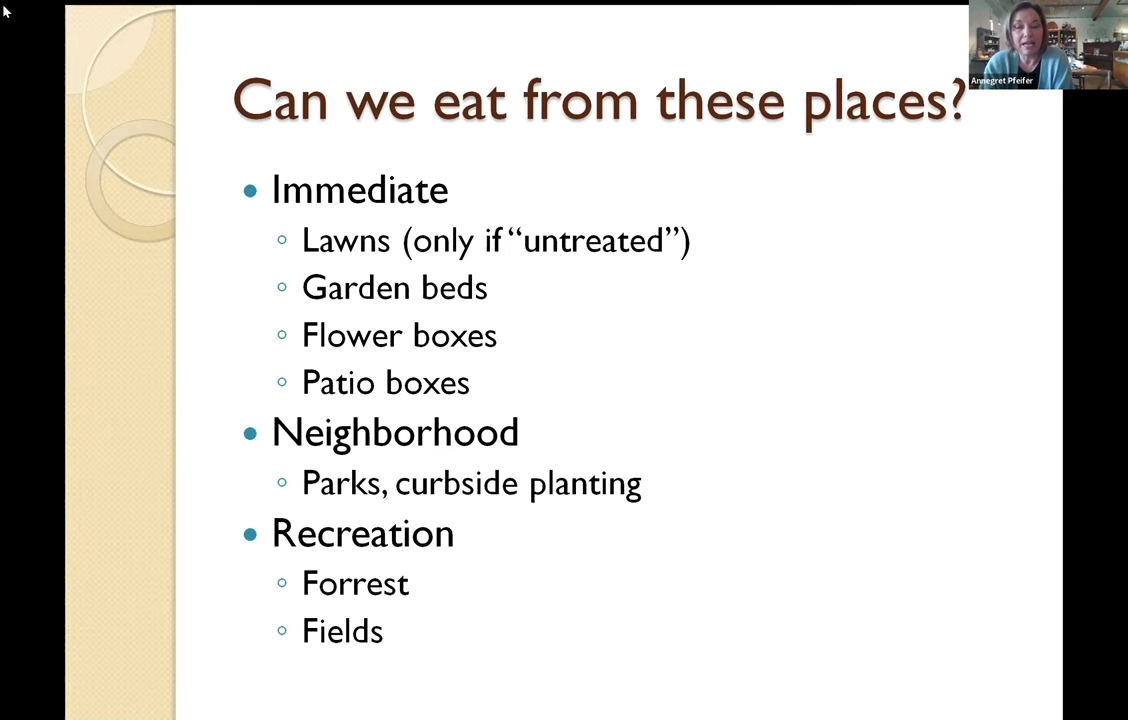 Can we eat from these places?
Annegret Pfeifer
Immediate
Lawns (only if “untreated”)
Garden beds
Flower boxes
Patio boxes
Neighborhood
Parks, curbside planting
Recreation
Forrest
Fields